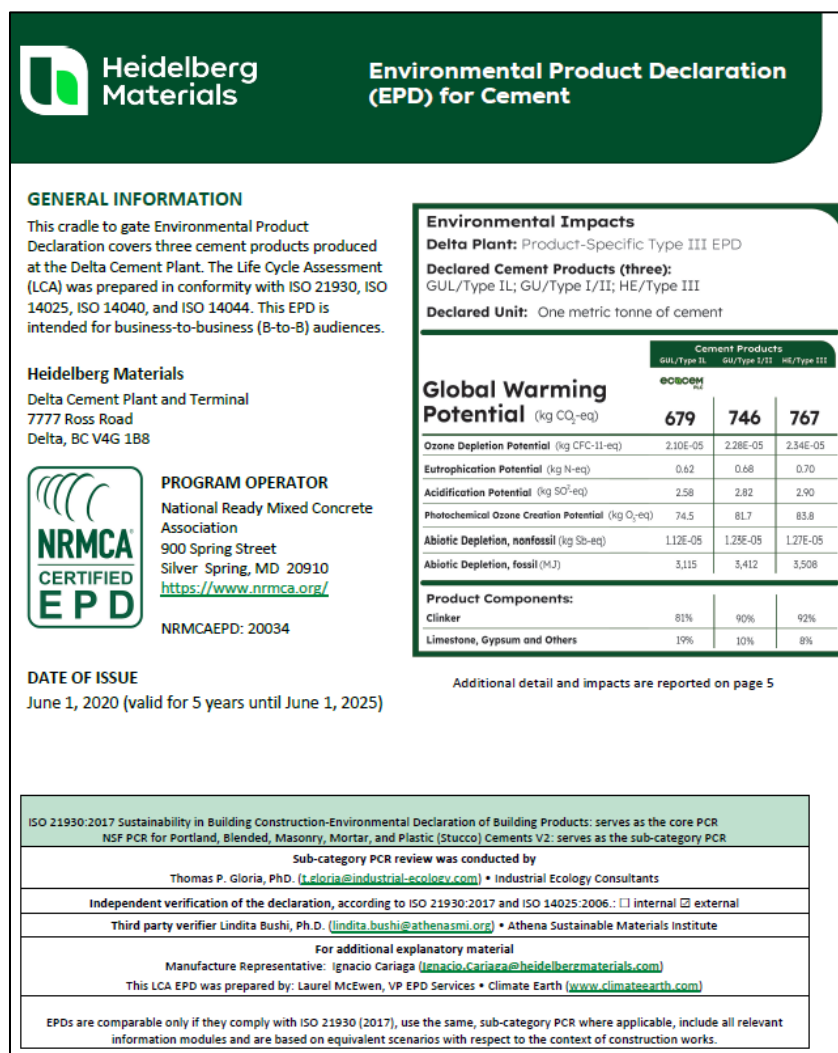 Heidelberg
Materials
Environmental Product Declaration
(EPD) for Cement
GENERAL INFORMATION
This cradle to gate Environmental Product
Declaration covers three cement products produced
at the Delta Cement Plant. The Life Cycle Assessment
(LCA) was prepared in conformity with ISO 21930, ISO
14025, ISO 14040, and ISO 14044. This EPD is
intended for business-to-business (B-to-B) audiences.
Heidelberg Materials
Delta Cement Plant and Terminal
7777 Ross Road
Delta, BC V4G 1B8
NRMCA
CERTIFIED
EPD
PROGRAM OPERATOR
National Ready Mixed Concrete
Association
900 Spring Street
Silver Spring, MD 20910
https://www.nrmca.org/
NRMCAEPD: 20034
DATE OF ISSUE
June 1, 2020 (valid for 5 years until June 1, 2025)
Environmental Impacts
Delta Plant: Product-Specific Type III EPD
Declared Cement Products (three):
GUL/Type IL; GU/Type I/II; HE/Type III
Declared Unit: One metric tonne of cement
Cement Products
GUL/Type IL GU/Type I/II HE/Type III
Global Warming
Potential (kg CO2-eq) 679 746 767
Ozone Depletion Potential (kg CFC-11-eq) 2.10E-05 2.28E-05 2.34E-05
Eutrophication Potential (kg N-eq) 0.62 0.68 0.70
Acidification Potential (kg SO²-eq) 2.58 2.82 2.90
Photochemical Ozone Creation Potential (kg O3-eq) 74.5 81.7 83.8
Abiotic Depletion, nonfossil (kg Sb-eq) 1.12E-05 1.23E-05 1.27E-05
Abiotic Depletion, fossil (MJ) 3,115 3,412 3,508
Product Components:
Clinker 81% 90% 92%
Limestone, Gypsum and Others 19% 10% 8%
Additional detail and impacts are reported on page 5
ISO 21930:2017 Sustainability in Building Construction-Environmental Declaration of Building Products: serves as the core PCR
NSF PCR for Portland, Blended, Masonry, Mortar, and Plastic (Stucco) Cements V2: serves as the sub-category PCR
Sub-category PCR review was conducted by
Thomas P. Gloria, PhD. (t.gloria@industrial-ecology.com) • Industrial Ecology Consultants
Independent verification of the declaration, according to ISO 21930:2017 and ISO 14025:2006.: ☐ internal ☑ external
Third party verifier Lindita Bushi, Ph.D. (lindita.bushi@athenasmi.org) • Athena Sustainable Materials Institute
For additional explanatory material
Manufacture Representative: Ignacio Cariaga (Ignacio.Cariaga@heidelbergmaterials.com)
This LCA EPD was prepared by: Laurel McEwen, VP EPD Services • Climate Earth (www.climateearth.com)
EPDs are comparable only if they comply with ISO 21930 (2017), use the same, sub-category PCR where applicable, include all relevant
information modules and are based on equivalent scenarios with respect to the context of construction works.